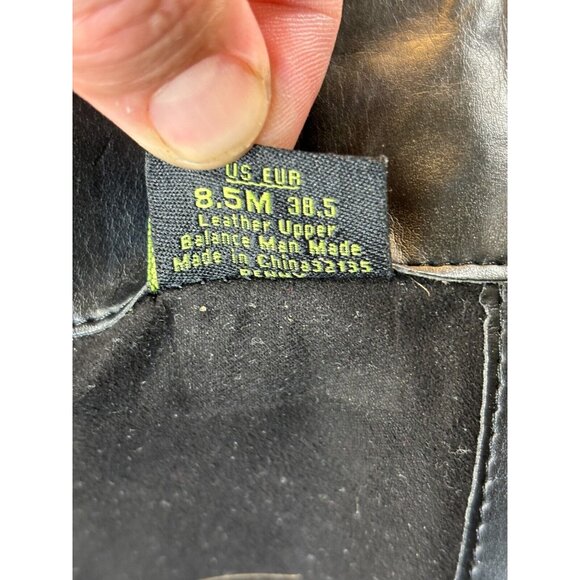 US EUR
8.5M 38.5
Leather Upper
Balance Man Made
Made in China32135